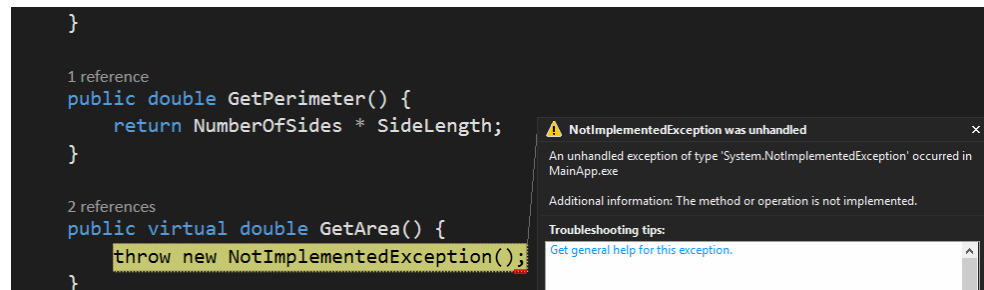 }
1 reference
public double GetPerimeter() {
return NumberOfSides * SideLength;
}
2 references
public virtual double GetArea() {
throw new NotImplementedException();
}
NotImplementedException was unhandled
An unhandled exception of type 'System.NotImplementedException' occurred in
MainApp.exe
Additional information: The method or operation is not implemented.
Troubleshooting tips:
Get general help for this exception.